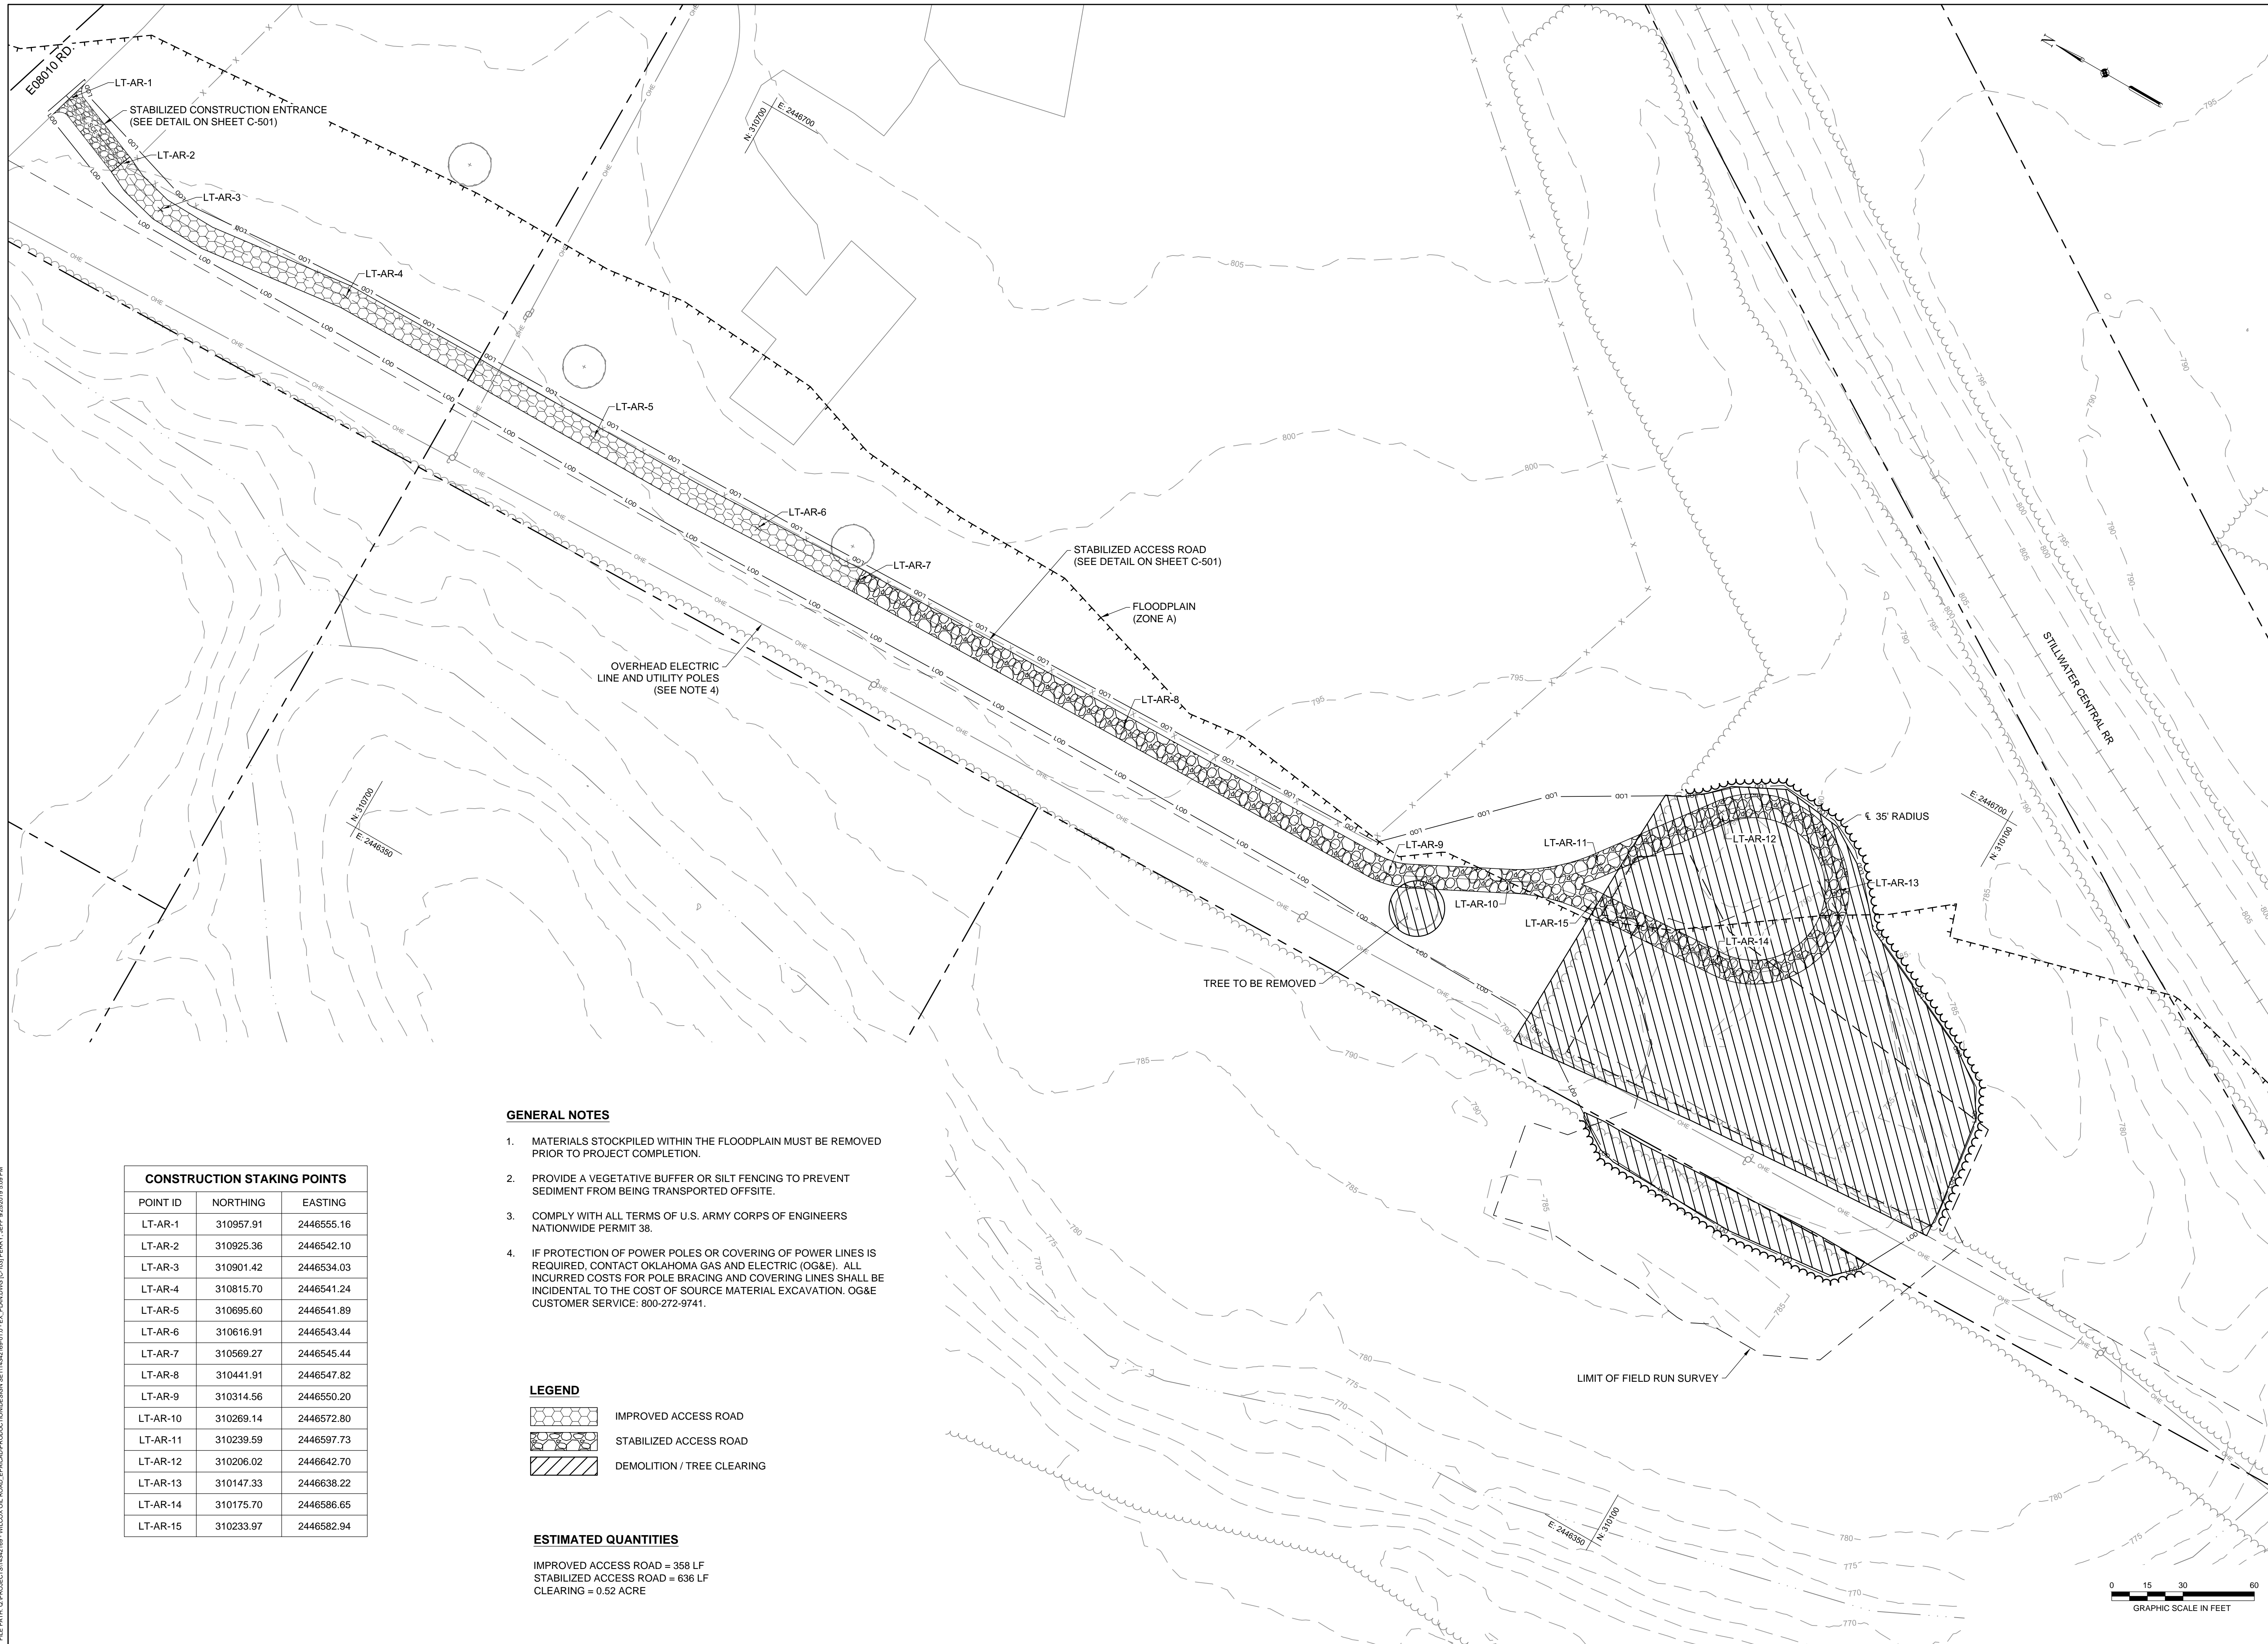 E08010 RD.
LT-AR-1
STABILIZED CONSTRUCTION ENTRANCE
(SEE DETAIL ON SHEET C-501)
LT-AR-2
LT-AR-3
LT-AR-4
LT-AR-5
LT-AR-6
LT-AR-7
N: 310700
E: 2446700
N
STABILIZED ACCESS ROAD
(SEE DETAIL ON SHEET C-501)
FLOODPLAIN
(ZONE A)
OVERHEAD ELECTRIC
LINE AND UTILITY POLES
(SEE NOTE 4)
LT-AR-8
STILLWATER CENTRAL RR
N: 310700
E: 2446350
LT-AR-9
LT-AR-10
LT-AR-11
LT-AR-12
℄ 35' RADIUS
LT-AR-13
LT-AR-14
LT-AR-15
E: 2446700
N: 310100
TREE TO BE REMOVED
LIMIT OF FIELD RUN SURVEY
E: 2446350
N: 310100
OHE
LOD
805
800
795
790
785
780
775
770
GENERAL NOTES
1. MATERIALS STOCKPILED WITHIN THE FLOODPLAIN MUST BE REMOVED
PRIOR TO PROJECT COMPLETION.
2. PROVIDE A VEGETATIVE BUFFER OR SILT FENCING TO PREVENT
SEDIMENT FROM BEING TRANSPORTED OFFSITE.
3. COMPLY WITH ALL TERMS OF U.S. ARMY CORPS OF ENGINEERS
NATIONWIDE PERMIT 38.
4. IF PROTECTION OF POWER POLES OR COVERING OF POWER LINES IS
REQUIRED, CONTACT OKLAHOMA GAS AND ELECTRIC (OG&E). ALL
INCURRED COSTS FOR POLE BRACING AND COVERING LINES SHALL BE
INCIDENTAL TO THE COST OF SOURCE MATERIAL EXCAVATION. OG&E
CUSTOMER SERVICE: 800-272-9741.
CONSTRUCTION STAKING POINTS
POINT ID NORTHING EASTING
LT-AR-1 310957.91 2446555.16
LT-AR-2 310925.36 2446542.10
LT-AR-3 310901.42 2446534.03
LT-AR-4 310815.70 2446541.24
LT-AR-5 310695.60 2446541.89
LT-AR-6 310616.91 2446543.44
LT-AR-7 310569.27 2446545.44
LT-AR-8 310441.91 2446547.82
LT-AR-9 310314.56 2446550.20
LT-AR-10 310269.14 2446572.80
LT-AR-11 310239.59 2446597.73
LT-AR-12 310206.02 2446642.70
LT-AR-13 310147.33 2446638.22
LT-AR-14 310175.70 2446586.65
LT-AR-15 310233.97 2446582.94
LEGEND
IMPROVED ACCESS ROAD
STABILIZED ACCESS ROAD
DEMOLITION / TREE CLEARING
ESTIMATED QUANTITIES
IMPROVED ACCESS ROAD = 358 LF
STABILIZED ACCESS ROAD = 636 LF
CLEARING = 0.52 ACRE
0 15 30 60
GRAPHIC SCALE IN FEET